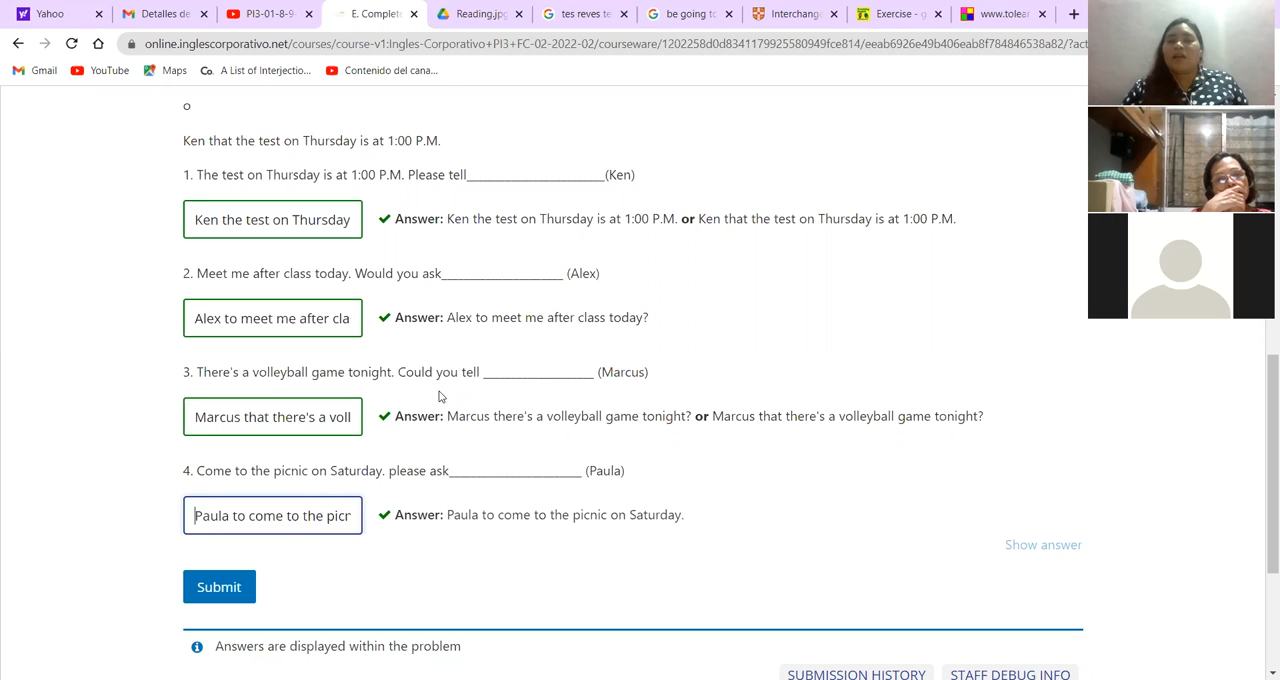 Yahoo
Detalles de
PI3-01-8-9
E. Complete
Reading.jp
tes reves te
be going to
Interchange
Exercise - g
www.tolear
online.inglescorporativo.net/courses/course-v1:Ingles-Corporativo+PI3+FC-02-2022-02/courseware/1202258d0d8341179925580949fce814/eeab6926e49b406eab8f784846538a82/?act
Gmail
YouTube
Maps
Co. A List of Interjectio...
Contenido del cana...
o
Ken that the test on Thursday is at 1:00 P.M.
1. The test on Thursday is at 1:00 P.M. Please tell_________________(Ken)
Ken the test on Thursday
Answer: Ken the test on Thursday is at 1:00 P.M. or Ken that the test on Thursday is at 1:00 P.M.
2. Meet me after class today. Would you ask_______________ (Alex)
Alex to meet me after cla
Answer: Alex to meet me after class today?
3. There's a volleyball game tonight. Could you tell ______________ (Marcus)
Marcus that there's a voll
Answer: Marcus there's a volleyball game tonight? or Marcus that there's a volleyball game tonight?
4. Come to the picnic on Saturday. please ask________________ (Paula)
Paula to come to the picr
Answer: Paula to come to the picnic on Saturday.
Show answer
Submit
Answers are displayed within the problem
SUBMISSION HISTORY
STAFF DEBUG INFO